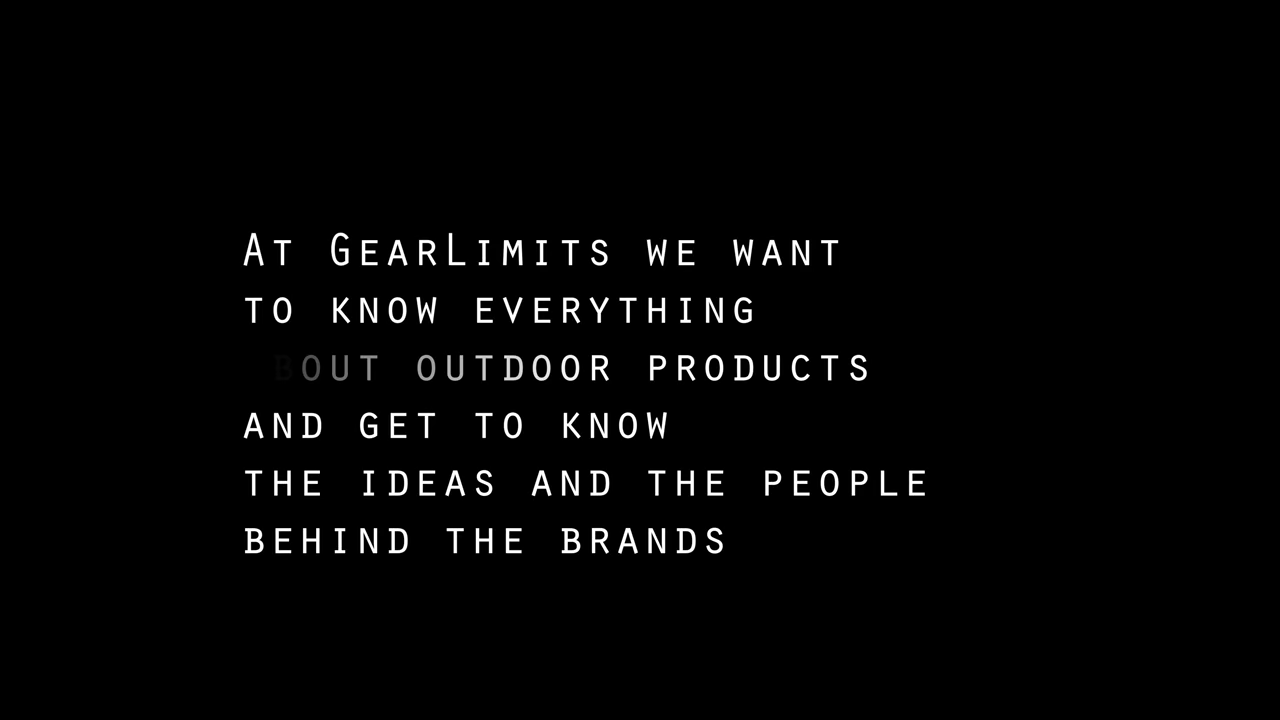 At GearLimits we want
to know everything
bout outdoor products
and get to know
the ideas and the people
behind the brands